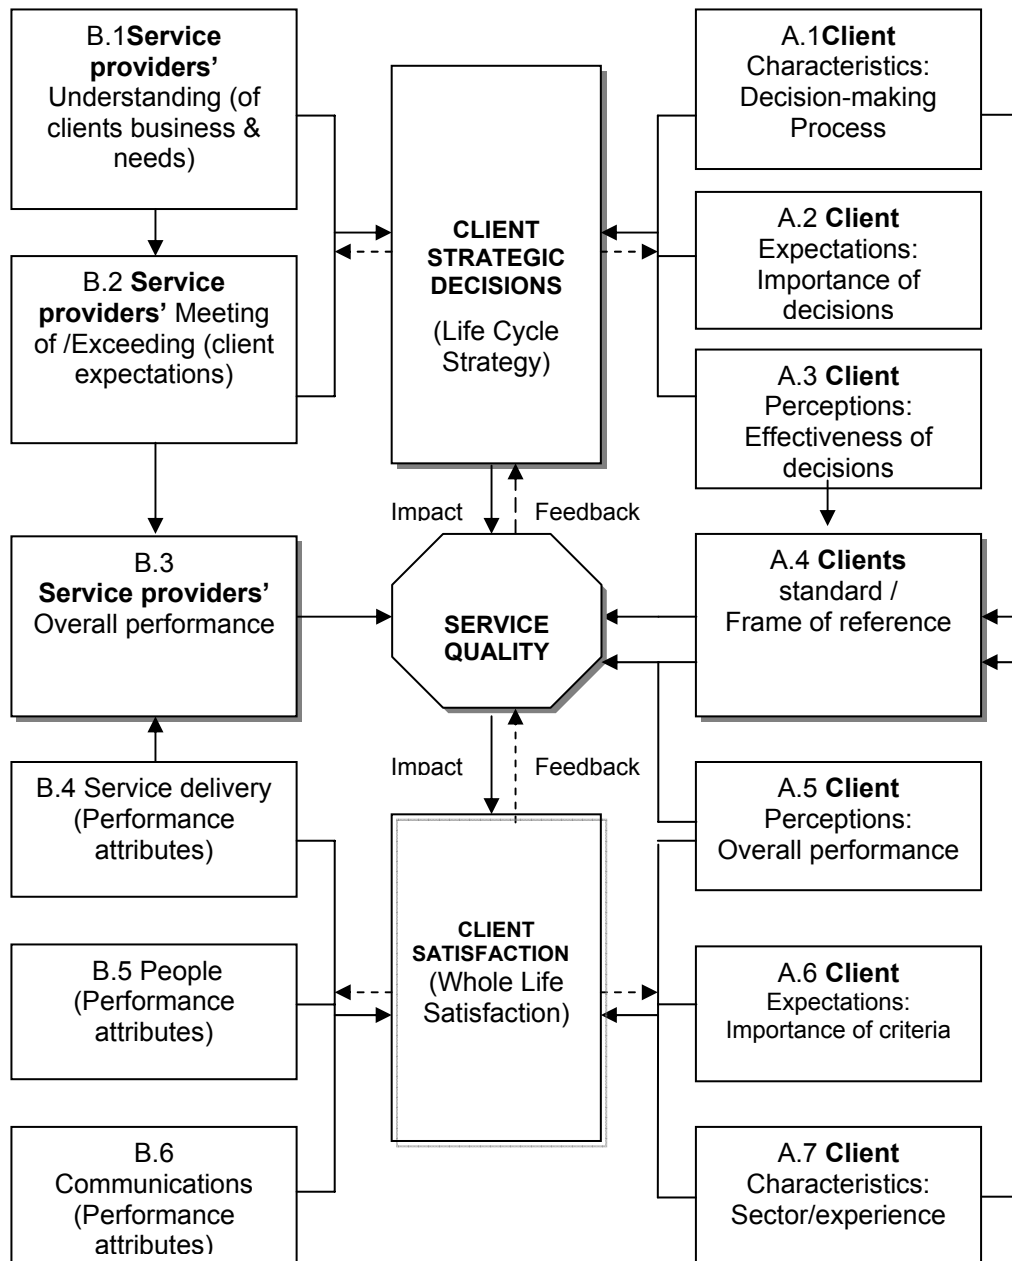 B.1Service
providers’
Understanding (of
clients business &
needs)
B.2 Service
providers’ Meeting
of /Exceeding (client
expectations)
B.3
Service providers’
Overall performance
B.4 Service delivery
(Performance
attributes)
B.5 People
(Performance
attributes)
B.6
Communications
(Performance
attributes)
CLIENT
STRATEGIC
DECISIONS
(Life Cycle
Strategy)
Impact
Feedback
SERVICE
QUALITY
Impact
Feedback
CLIENT
SATISFACTION
(Whole Life
Satisfaction)
A.1Client
Characteristics:
Decision-making
Process
A.2 Client
Expectations:
Importance of
decisions
A.3 Client
Perceptions:
Effectiveness of
decisions
A.4 Clients
standard /
Frame of reference
A.5 Client
Perceptions:
Overall performance
A.6 Client
Expectations:
Importance of criteria
A.7 Client
Characteristics:
Sector/experience